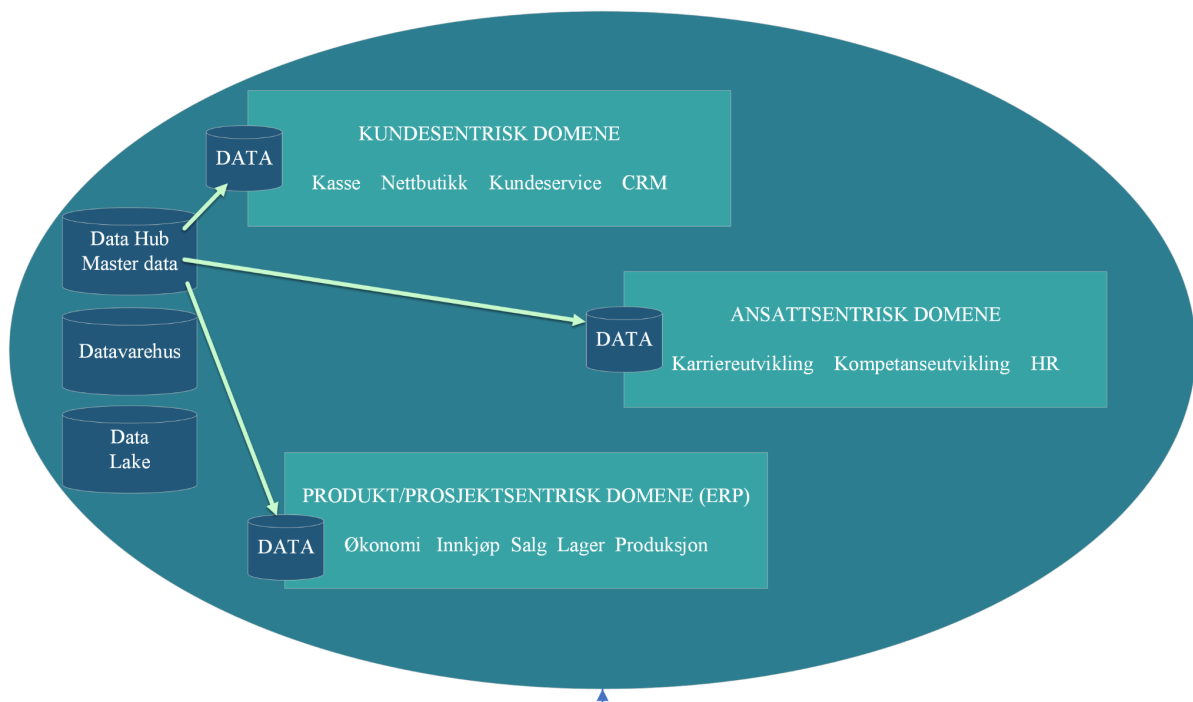 KUNDESENTRISK DOMENE
DATA
Kasse Nettbutikk Kundeservice CRM
Data Hub
Master data
ANSATTSENTRISK DOMENE
DATA
Karriereutvikling Kompetanseutvikling HR
Datavarehus
Data
Lake
PRODUKT/PROSJEKTSENTRISK DOMENE (ERP)
DATA
Økonomi Innkjøp Salg Lager Produksjon